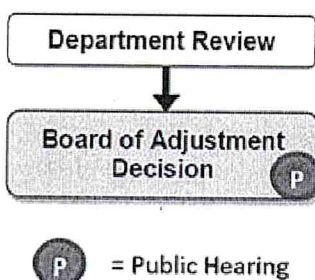 Department Review
Board of Adjustment
Decision
P
P = Public Hearing